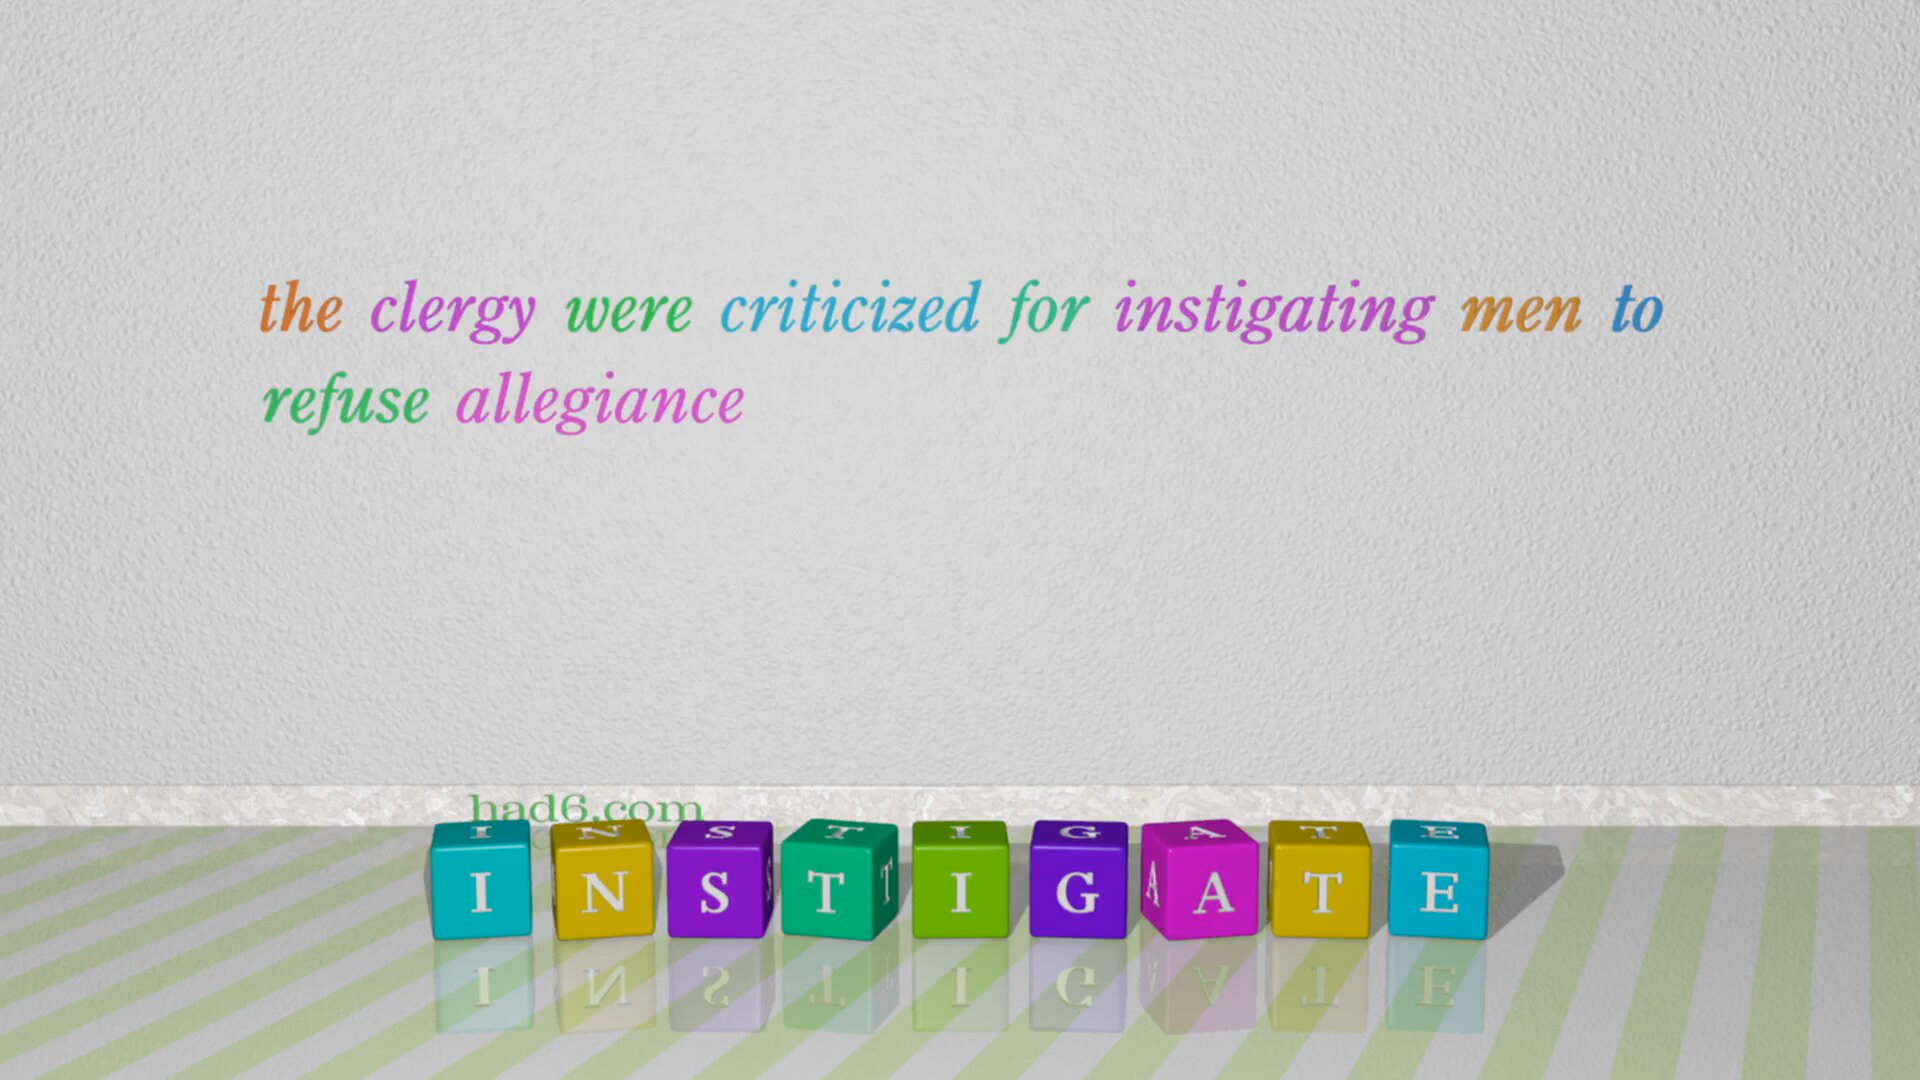 the clergy were criticized for instigating men to
refuse allegiance
had6.com
INSTIGATE